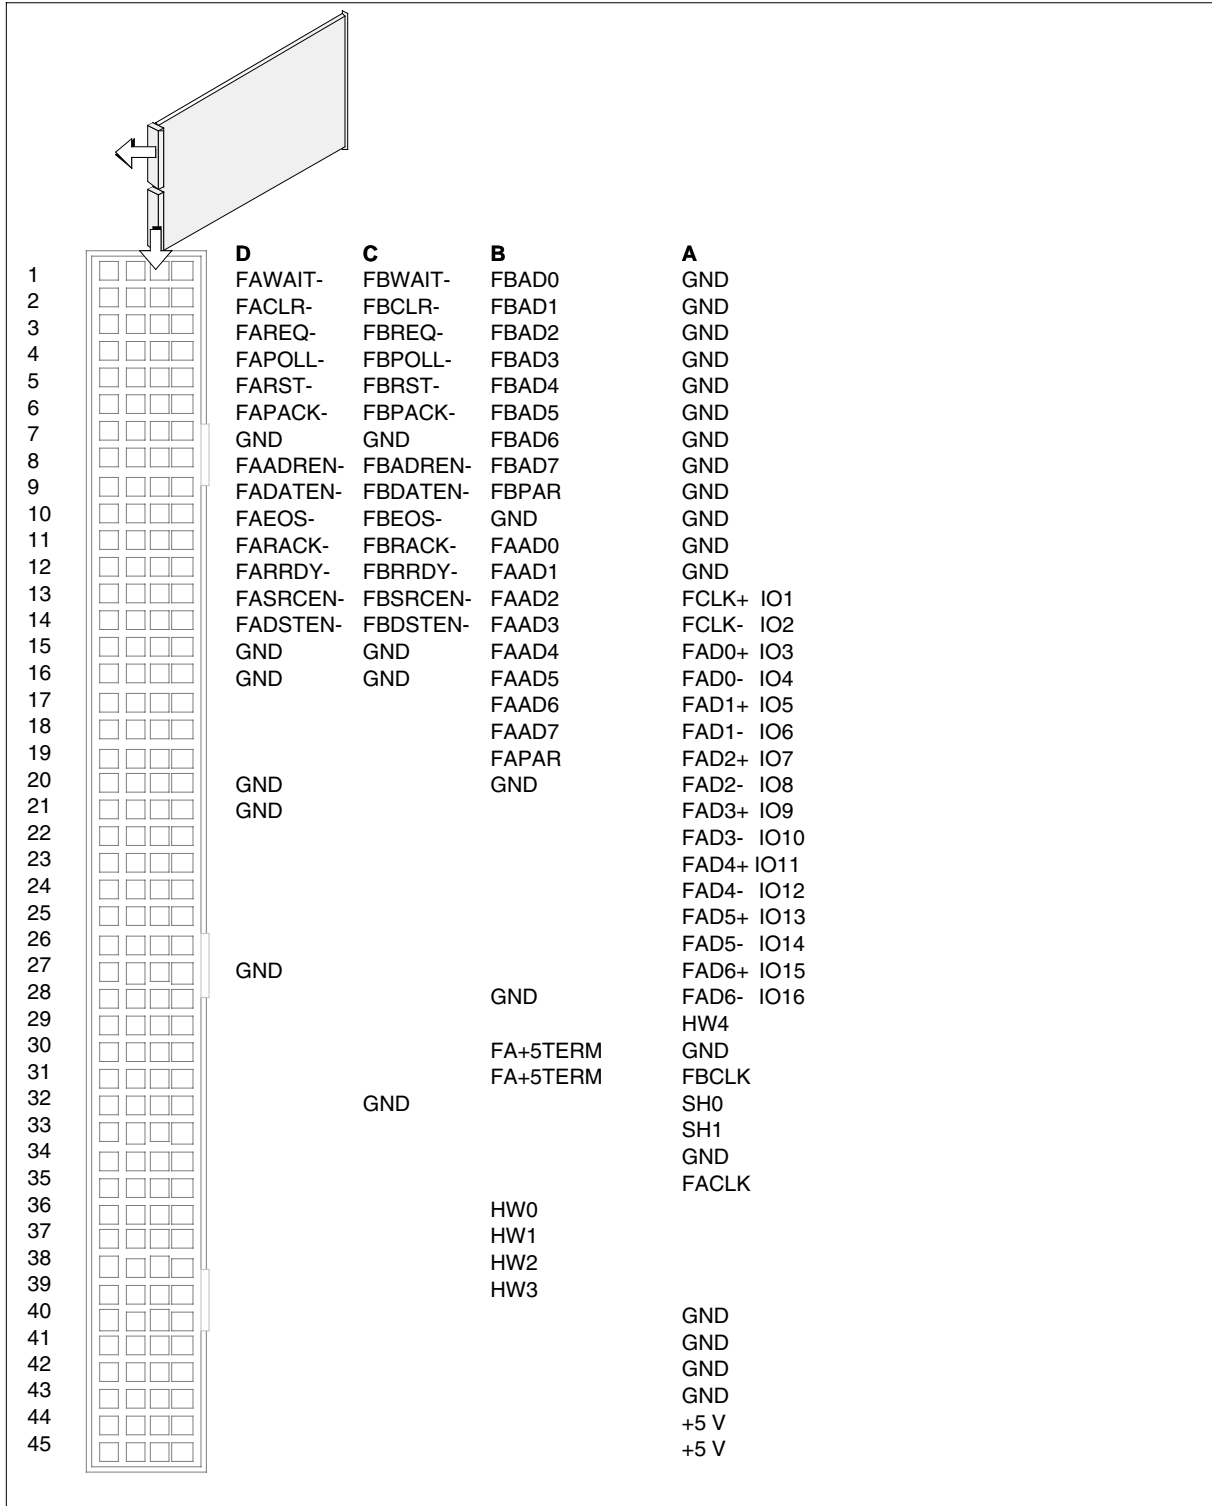 D C B A
1 FAWAIT- FBWAIT- FBAD0 GND
2 FACLR- FBCLR- FBAD1 GND
3 FAREQ- FBREQ- FBAD2 GND
4 FAPOLL- FBPOLL- FBAD3 GND
5 FARST- FBRST- FBAD4 GND
6 FAPACK- FBPACK- FBAD5 GND
7 GND GND FBAD6 GND
8 FAADREN- FBADREN- FBAD7 GND
9 FADATEN- FBDATEN- FBPAR GND
10 FAEOS- FBEOS- GND GND
11 FARACK- FBRACK- FAAD0 GND
12 FARRDY- FBRRDY- FAAD1 GND
13 FASRCEN- FBSRCEN- FAAD2 FCLK+ IO1
14 FADSTEN- FBDSTEN- FAAD3 FCLK- IO2
15 GND GND FAAD4 FAD0+ IO3
16 GND GND FAAD5 FAD0- IO4
17 FAAD6 FAD1+ IO5
18 FAAD7 FAD1- IO6
19 FAPAR FAD2+ IO7
20 GND GND FAD2- IO8
21 GND FAD3+ IO9
22 FAD3- IO10
23 FAD4+ IO11
24 FAD4- IO12
25 FAD5+ IO13
26 FAD5- IO14
27 GND FAD6+ IO15
28 GND FAD6- IO16
29 HW4
30 FA+5TERM GND
31 FA+5TERM FBCLK
32 GND SH0
33 SH1
34 GND
35 FACLK
36 HW0
37 HW1
38 HW2
39 HW3
40 GND
41 GND
42 GND
43 GND
44 +5 V
45 +5 V